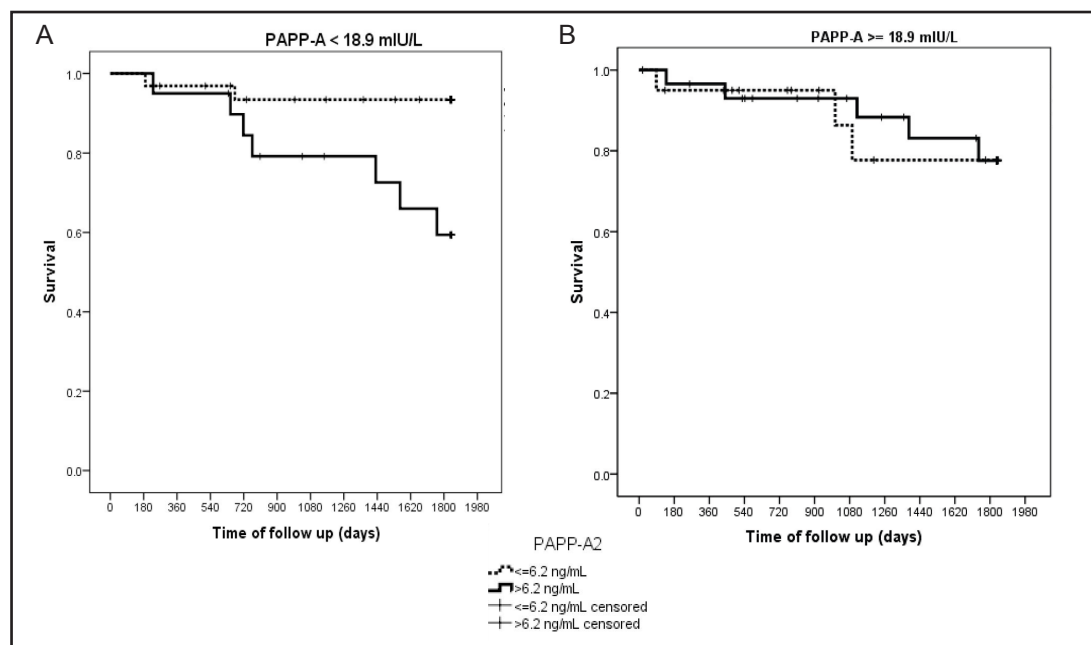 A
PAPP-A < 18.9 mIU/L
1.0
0.8
0.6
0.4
0.2
0.0
Survival
0 180 360 540 720 900 1080 1260 1440 1620 1800 1980
Time of follow up (days)
B
PAPP-A >= 18.9 mIU/L
1.0
0.8
0.6
0.4
0.2
0.0
Survival
0 180 360 540 720 900 1080 1260 1440 1620 1800 1980
Time of follow up (days)
PAPP-A2
<=6.2 ng/mL
>6.2 ng/mL
<=6.2 ng/mL censored
>6.2 ng/mL censored